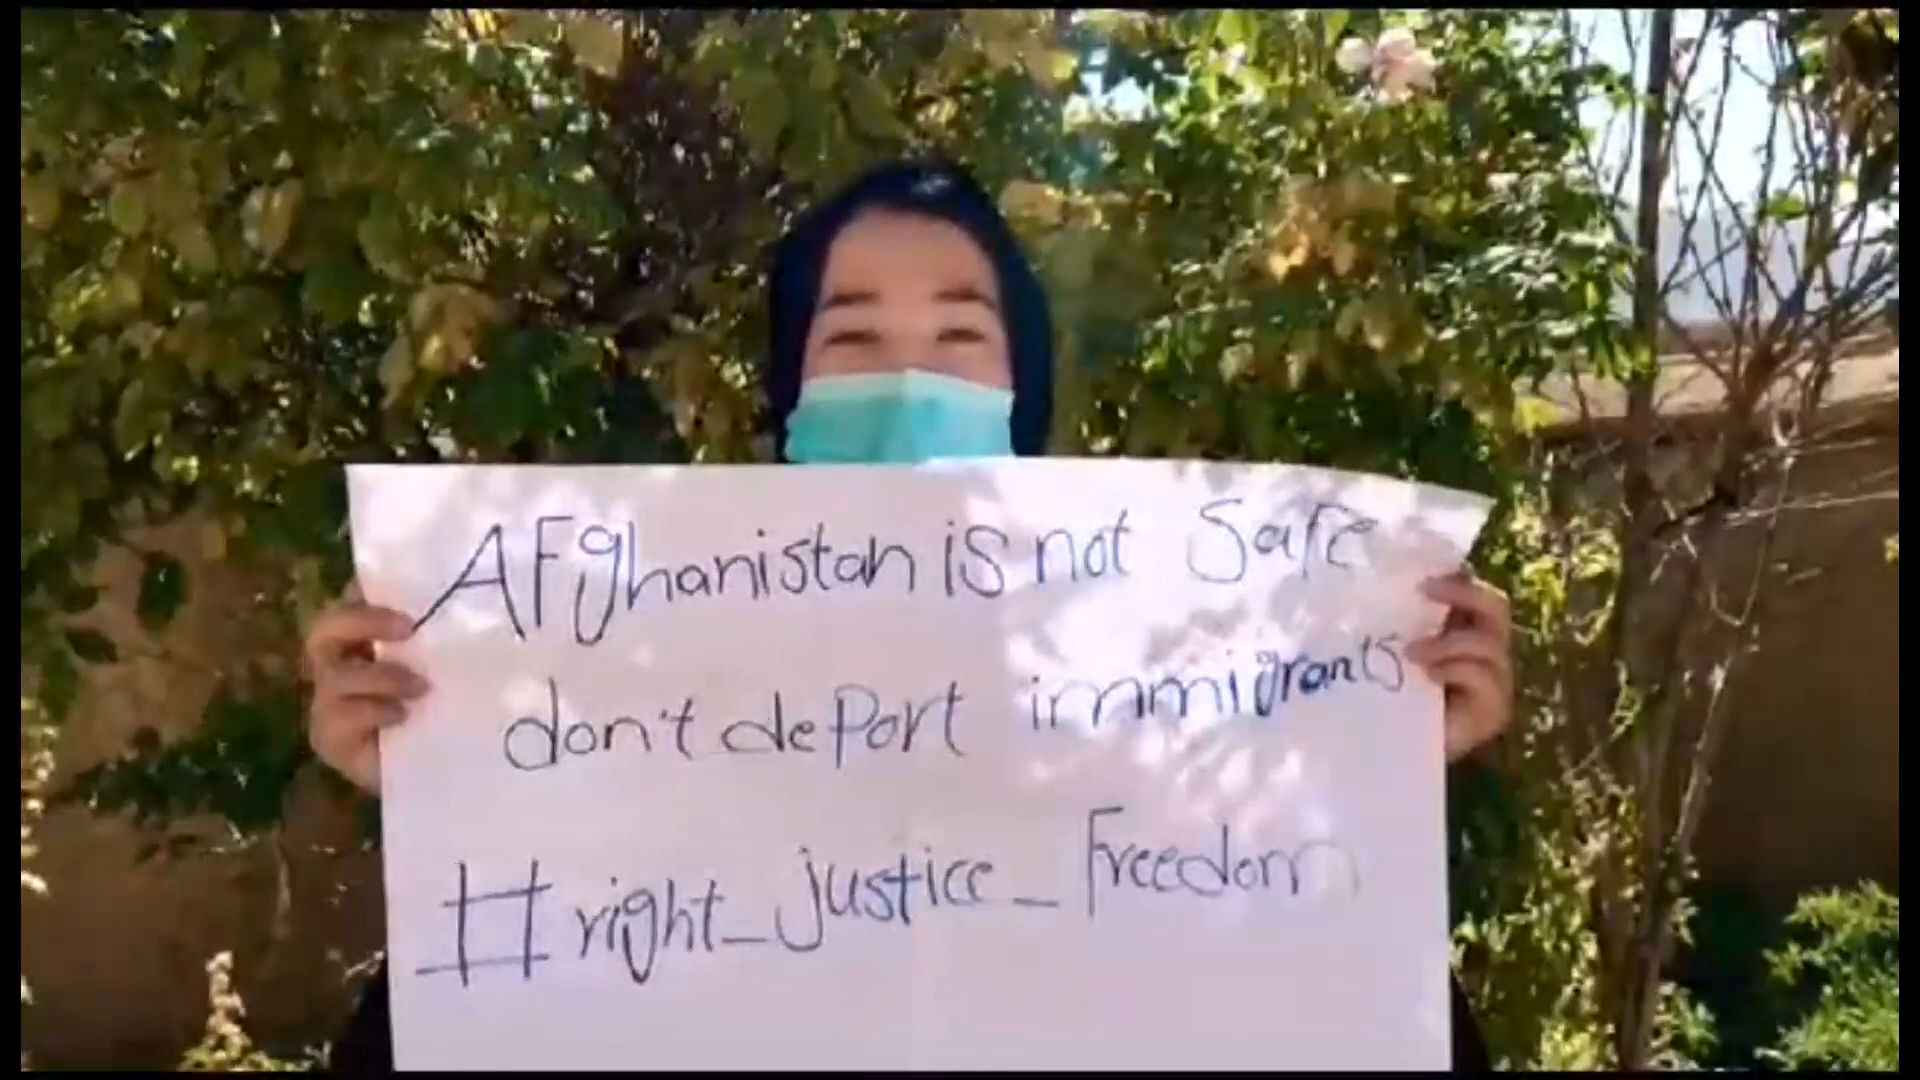 AFghanistan is not Safe
don't deport immigrants
#right_justice_Freedom